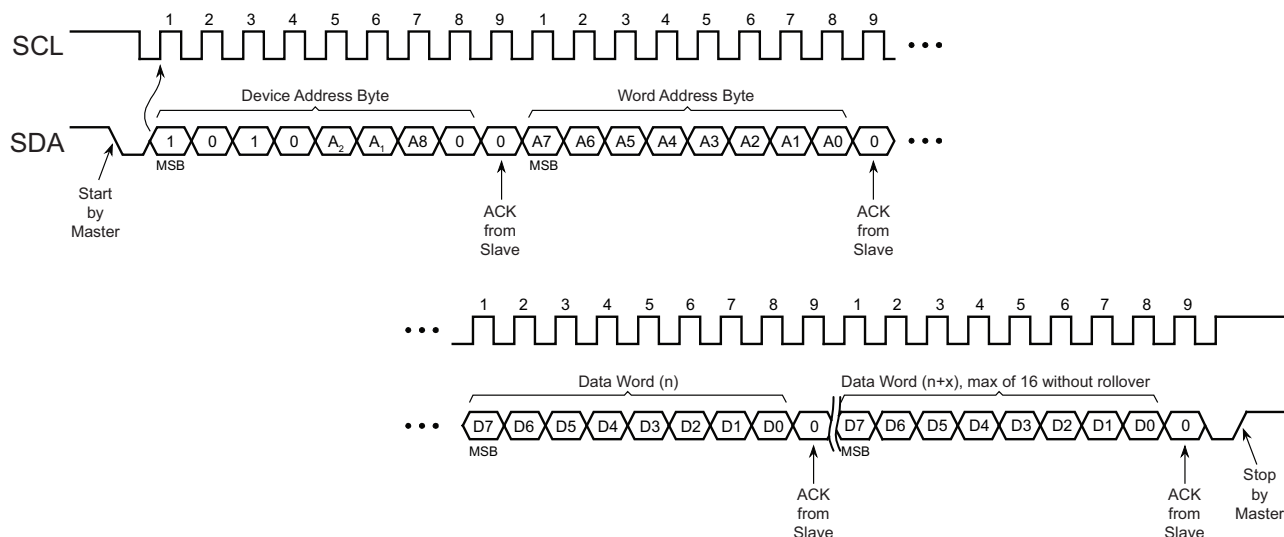 1 2 3 4 5 6 7 8 9 1 2 3 4 5 6 7 8 9
SCL
Device Address Byte Word Address Byte
SDA 1 0 1 0 A2 A1 A8 0 0 A7 A6 A5 A4 A3 A2 A1 A0 0
MSB MSB
Start
by
Master
ACK
from
Slave
ACK
from
Slave
1 2 3 4 5 6 7 8 9 1 2 3 4 5 6 7 8 9
Data Word (n) Data Word (n+x), max of 16 without rollover
D7 D6 D5 D4 D3 D2 D1 D0 0 D7 D6 D5 D4 D3 D2 D1 D0 0
MSB MSB
ACK
from
Slave
ACK
from
Slave
Stop
by
Master